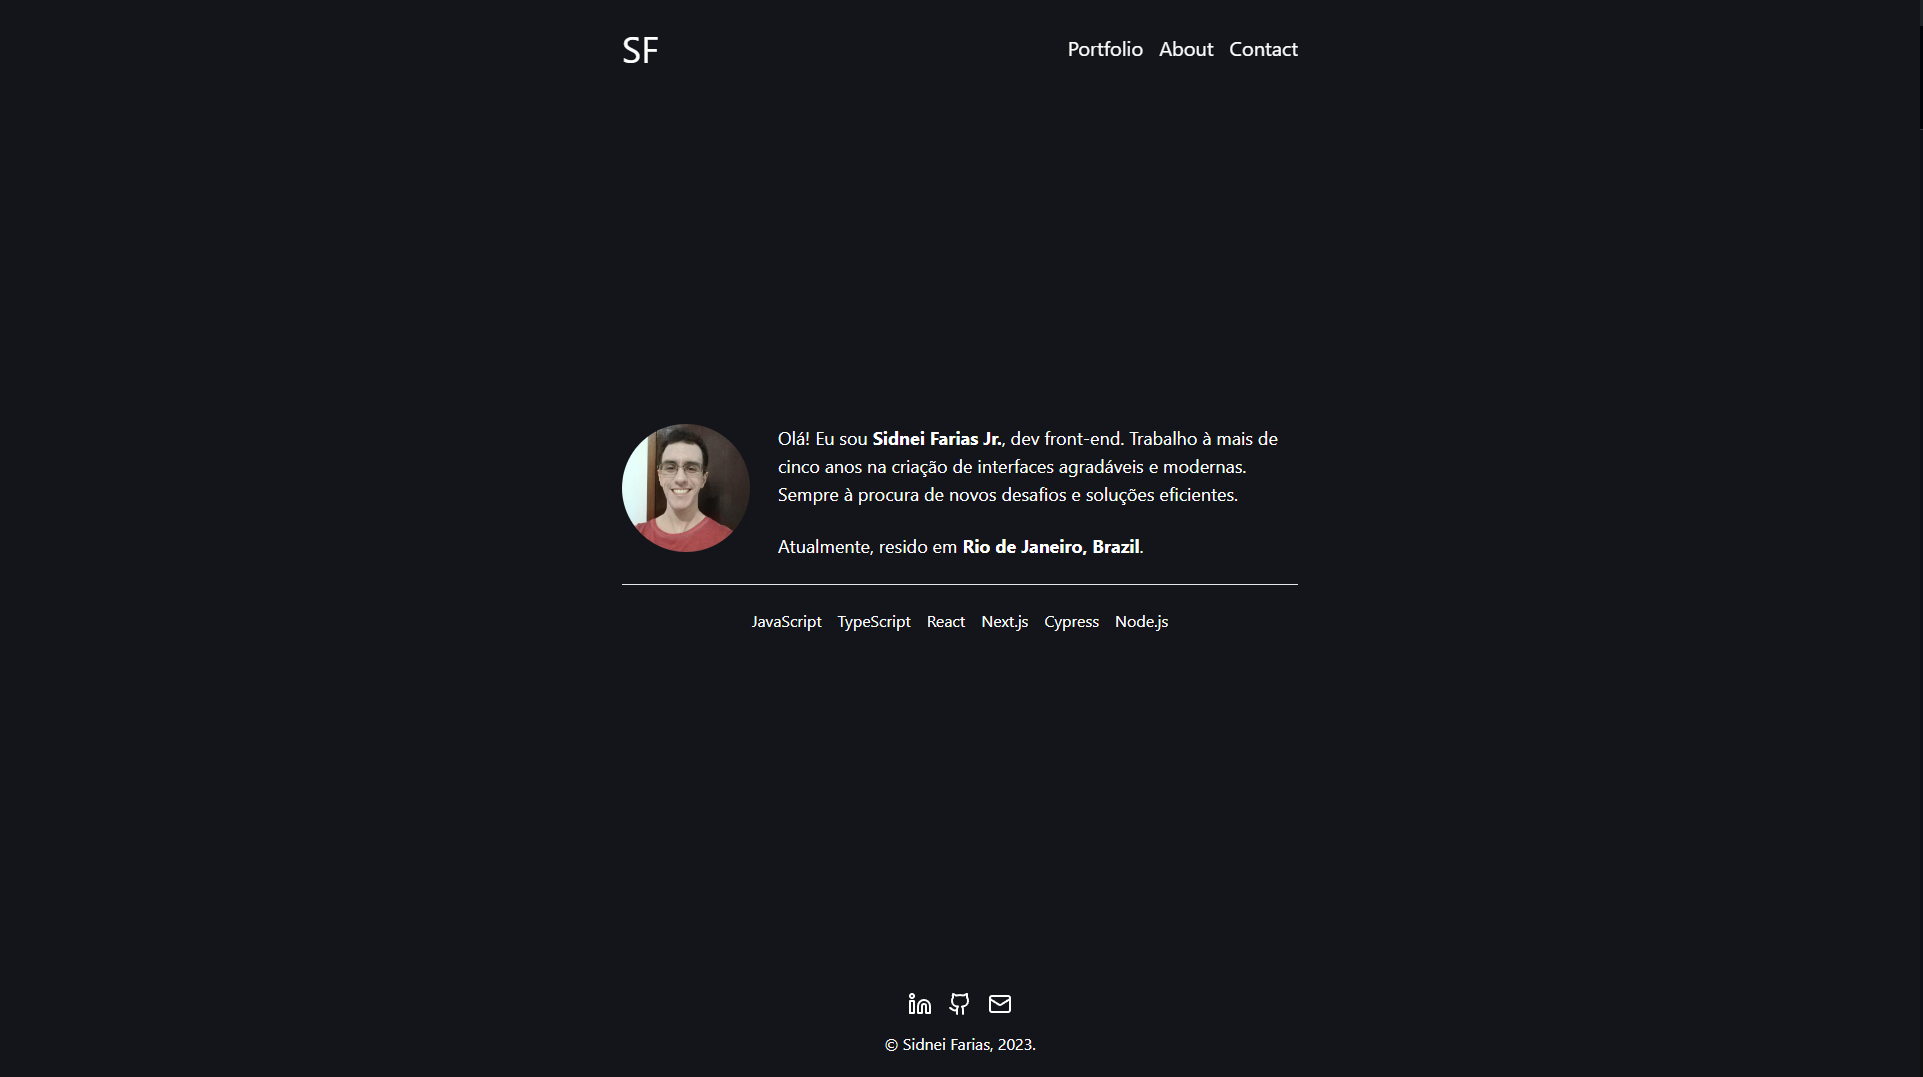 SF
Portfolio About Contact
Olá! Eu sou Sidnei Farias Jr., dev front-end. Trabalho à mais de
cinco anos na criação de interfaces agradáveis e modernas.
Sempre à procura de novos desafios e soluções eficientes.
Atualmente, resido em Rio de Janeiro, Brazil.
JavaScript TypeScript React Next.js Cypress Node.js
© Sidnei Farias, 2023.